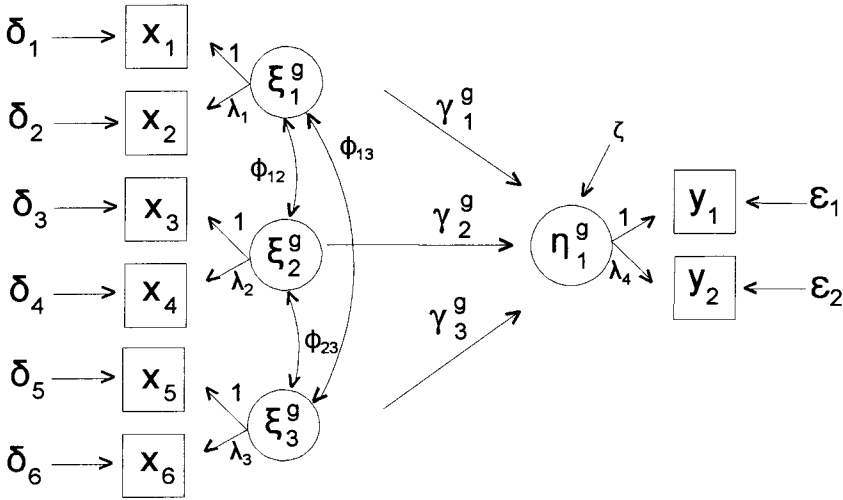 δ₁ x₁ 1 ξ₁ᵍ
δ₂ x₂ λ₁
γ₁ᵍ
ζ
ϕ₁₂ ϕ₁₃
δ₃ x₃ 1 ξ₂ᵍ γ₂ᵍ η₁ᵍ 1 y₁ ε₁
δ₄ x₄ λ₂ λ₄ y₂ ε₂
ϕ₂₃ γ₃ᵍ
δ₅ x₅ 1 ξ₃ᵍ
δ₆ x₆ λ₃